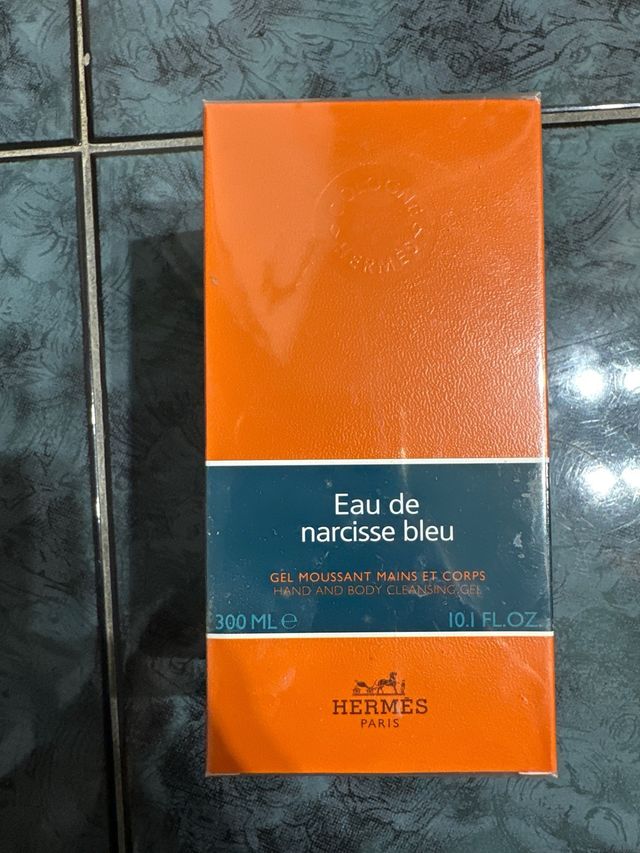 COLOGNE
HERMÈS
Eau de
narcisse bleu
GEL MOUSSANT MAINS ET CORPS
HAND AND BODY CLEANSING GEL
300 ML ℮
10.1 FL.OZ.
HERMÈS
PARIS